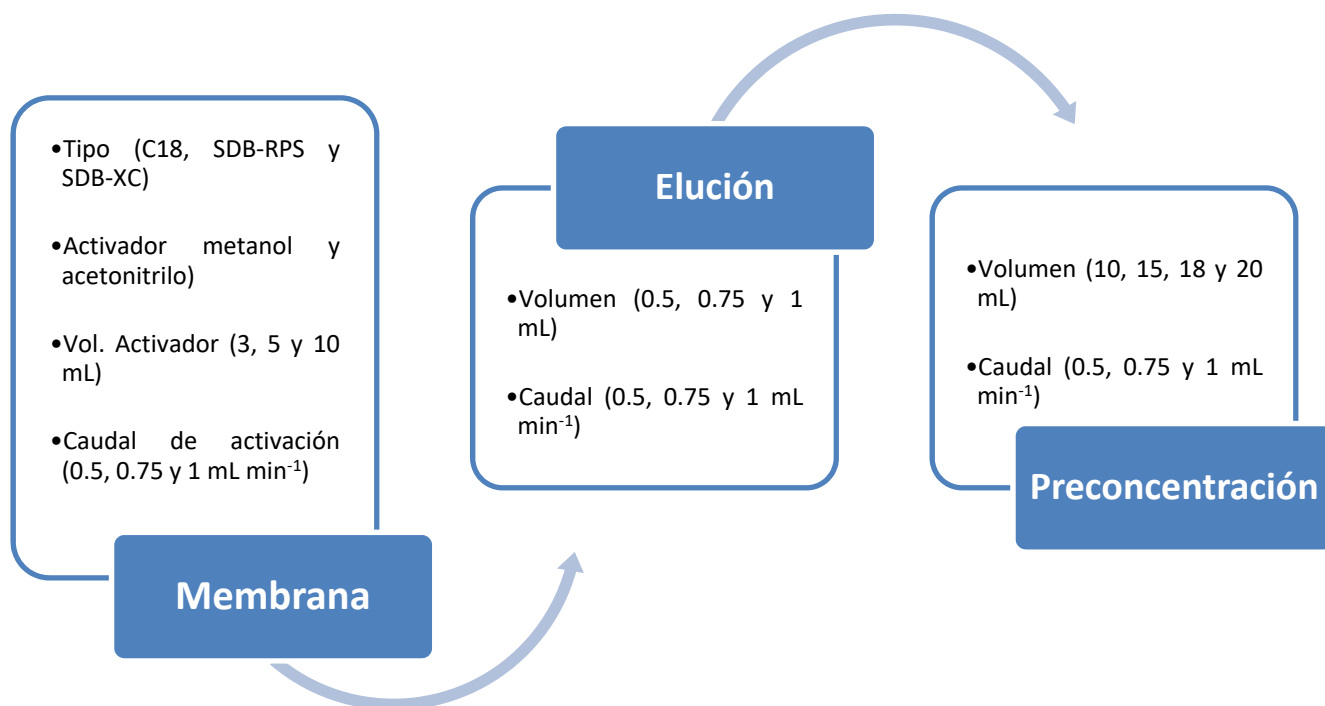 •Tipo (C18, SDB-RPS y
SDB-XC)
•Activador metanol y
acetonitrilo)
•Vol. Activador (3, 5 y 10
mL)
•Caudal de activación
(0.5, 0.75 y 1 mL min⁻¹)
Membrana
Elución
•Volumen (0.5, 0.75 y 1
mL)
•Caudal (0.5, 0.75 y 1 mL
min⁻¹)
•Volumen (10, 15, 18 y 20
mL)
•Caudal (0.5, 0.75 y 1 mL
min⁻¹)
Preconcentración